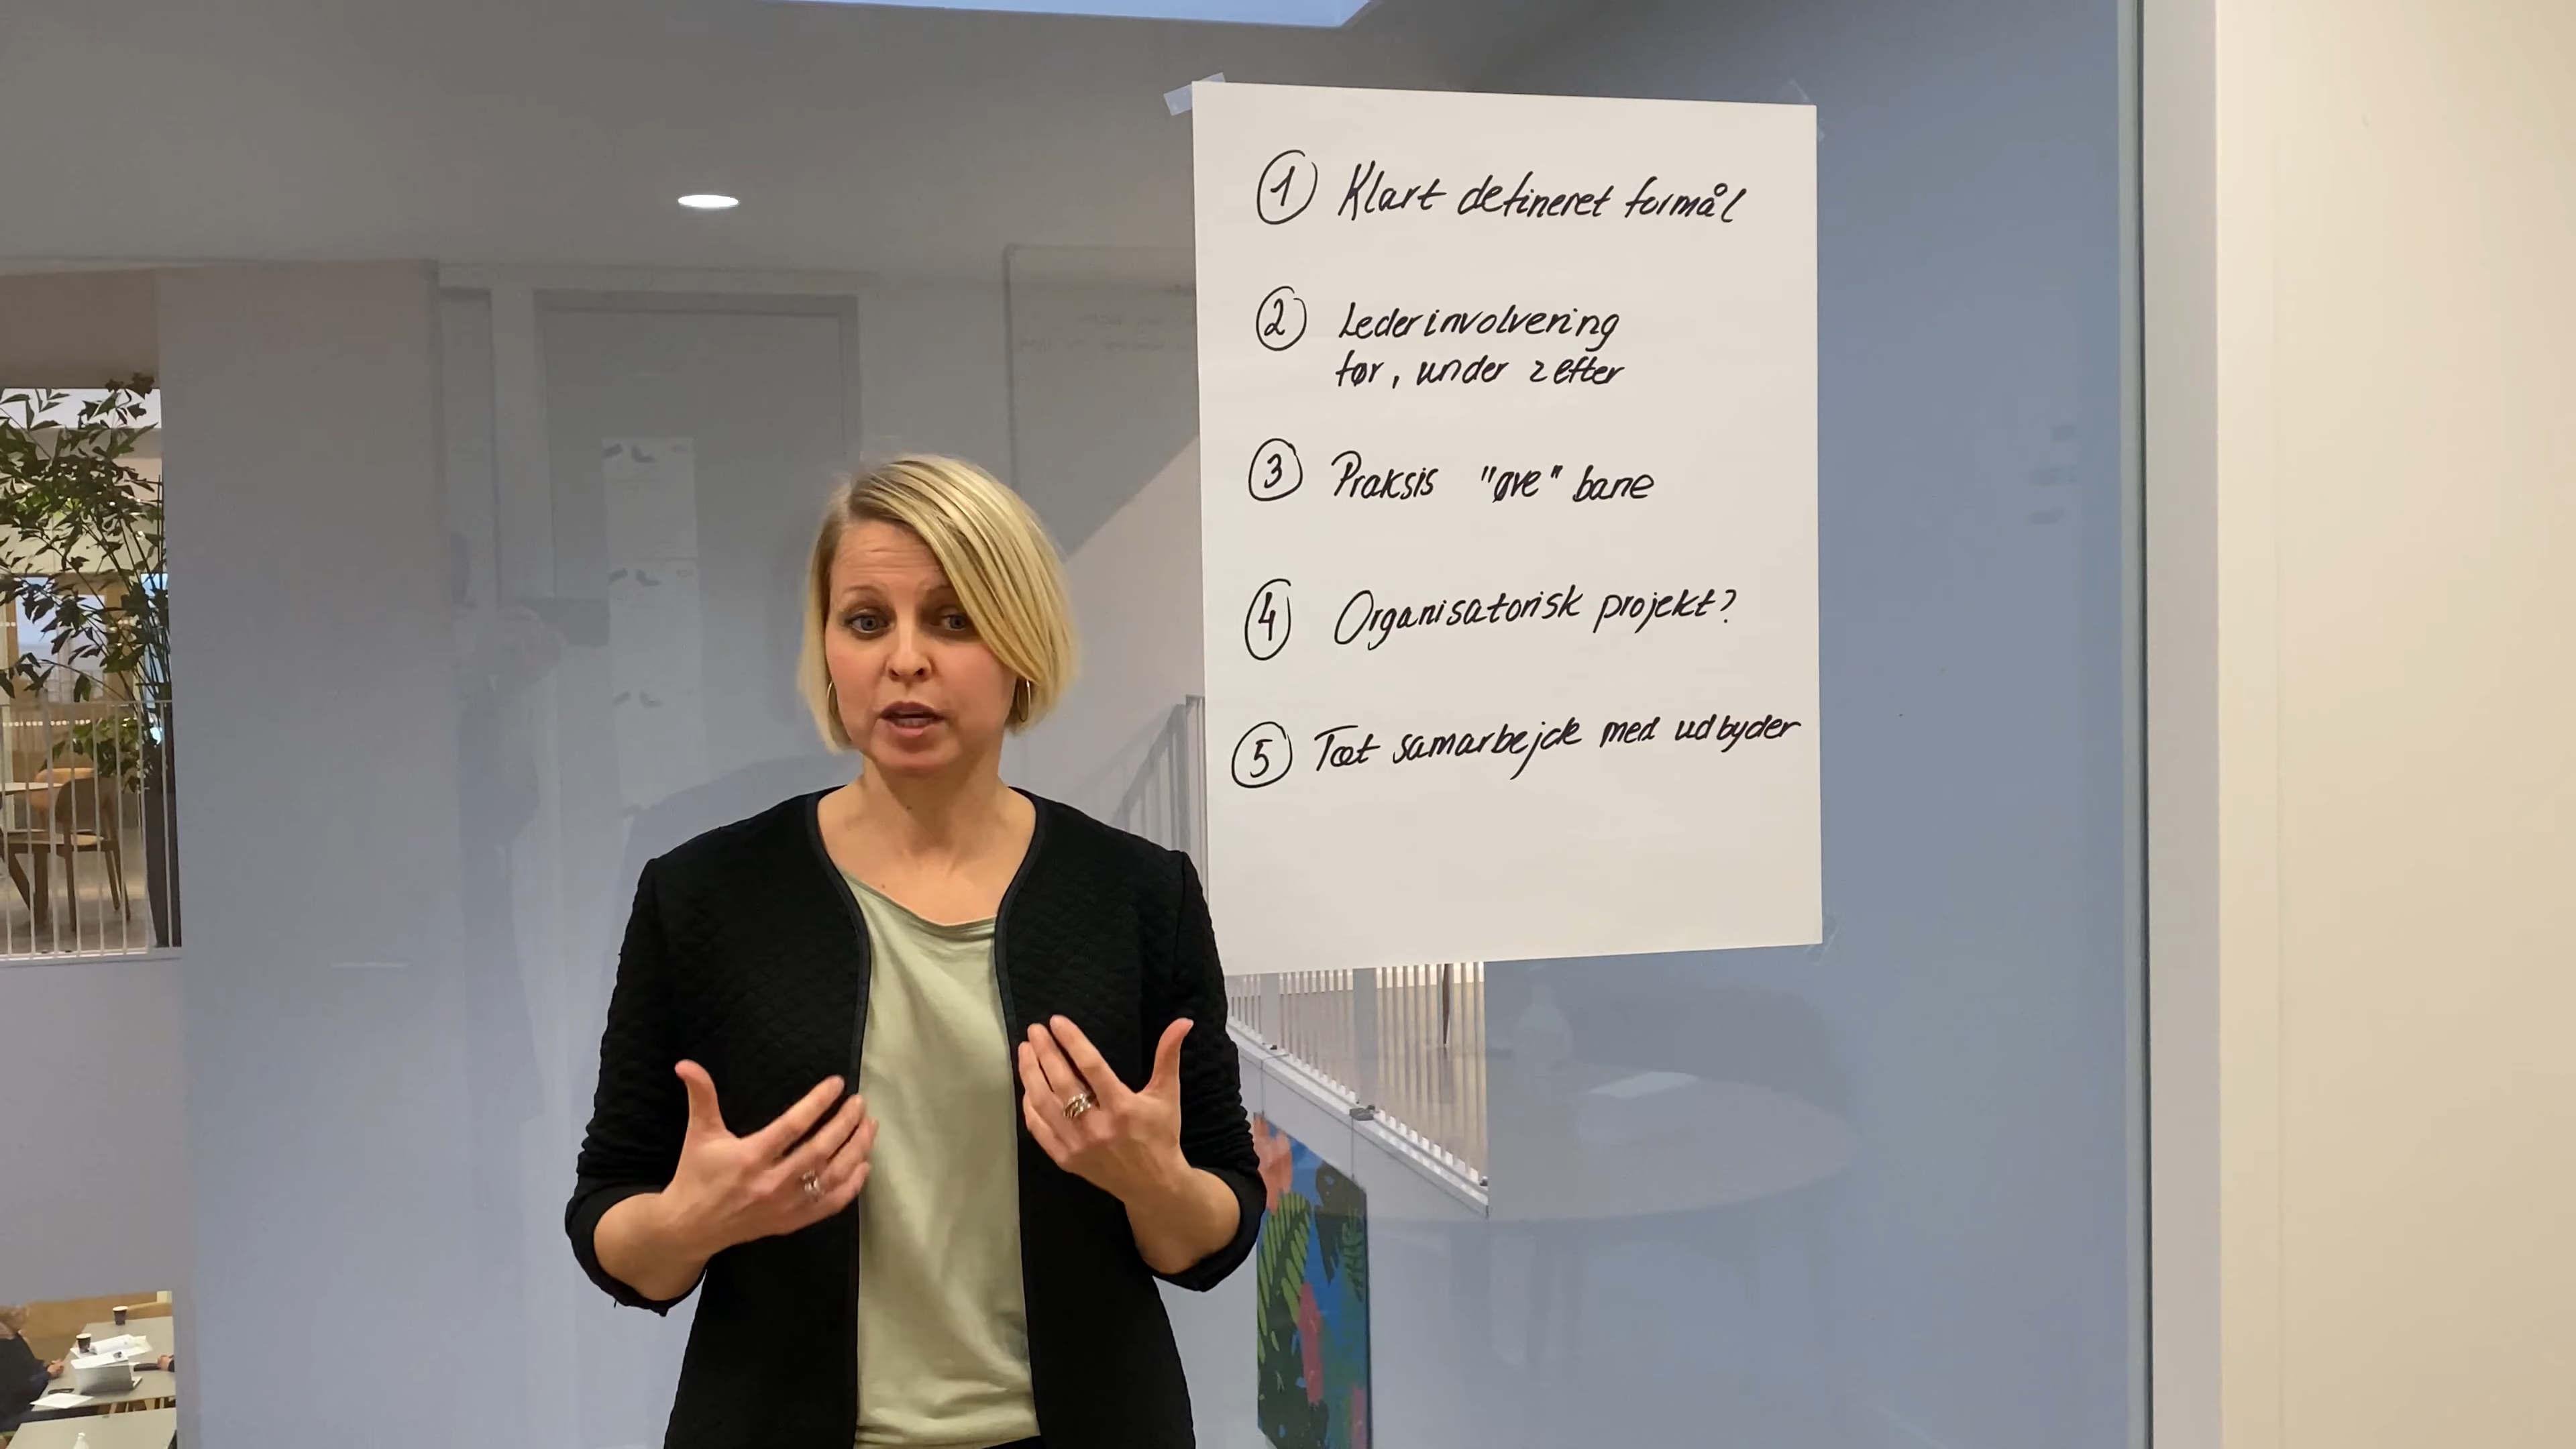 1 Klart defineret formål
2 Lederinvolvering
før, under & efter
3 Praksis "øve" bane
4 Organisatorisk projekt?
5 Tæt samarbejde med udbyder